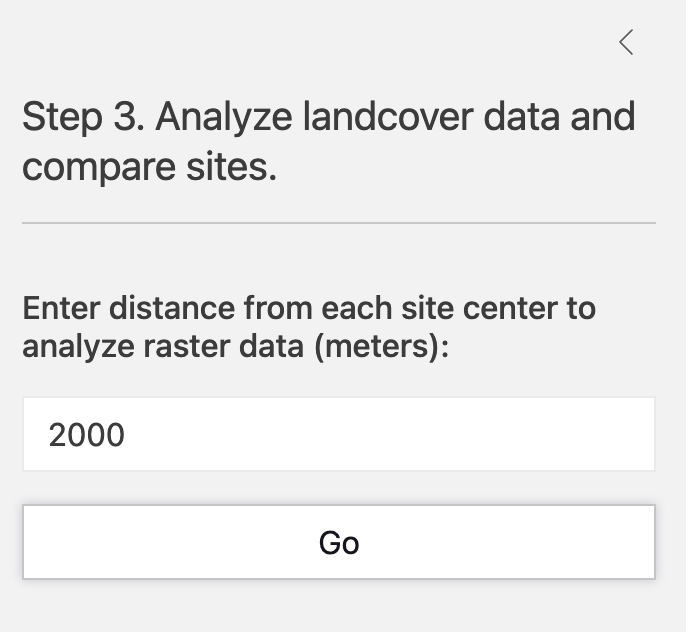 Step 3. Analyze landcover data and
compare sites.
Enter distance from each site center to
analyze raster data (meters):
2000
Go